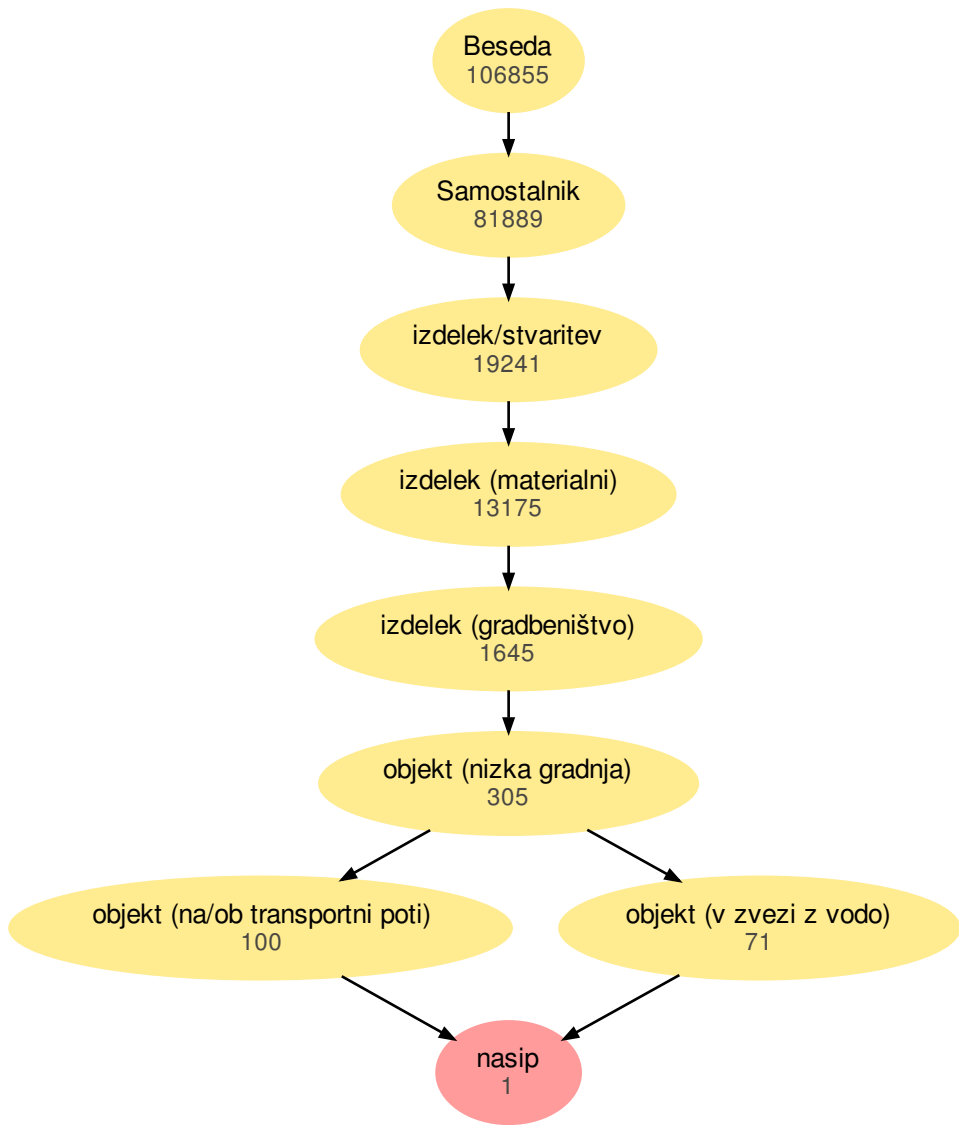 Beseda
106855
Samostalnik
81889
izdelek/stvaritev
19241
izdelek (materialni)
13175
izdelek (gradbeništvo)
1645
objekt (nizka gradnja)
305
objekt (na/ob transportni poti)
100
objekt (v zvezi z vodo)
71
nasip
1